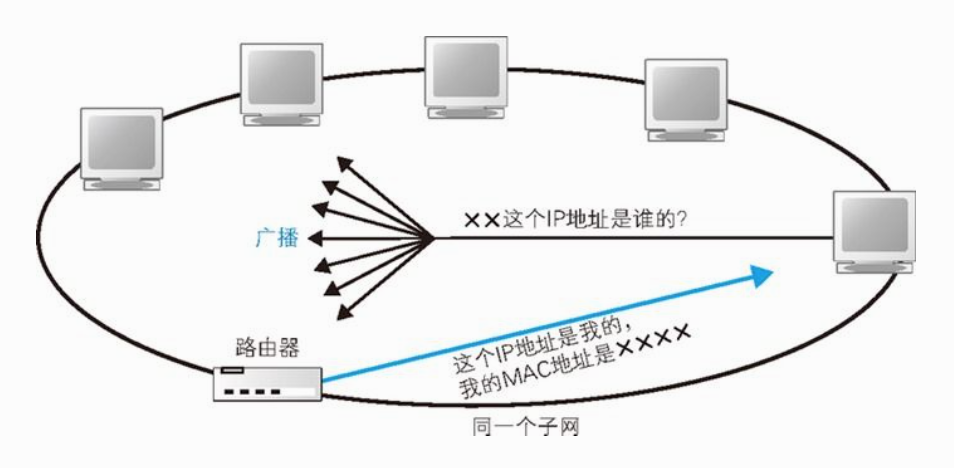 ××这个IP地址是谁的?
广播
路由器
这个IP地址是我的,
我的MAC地址是××××
同一个子网